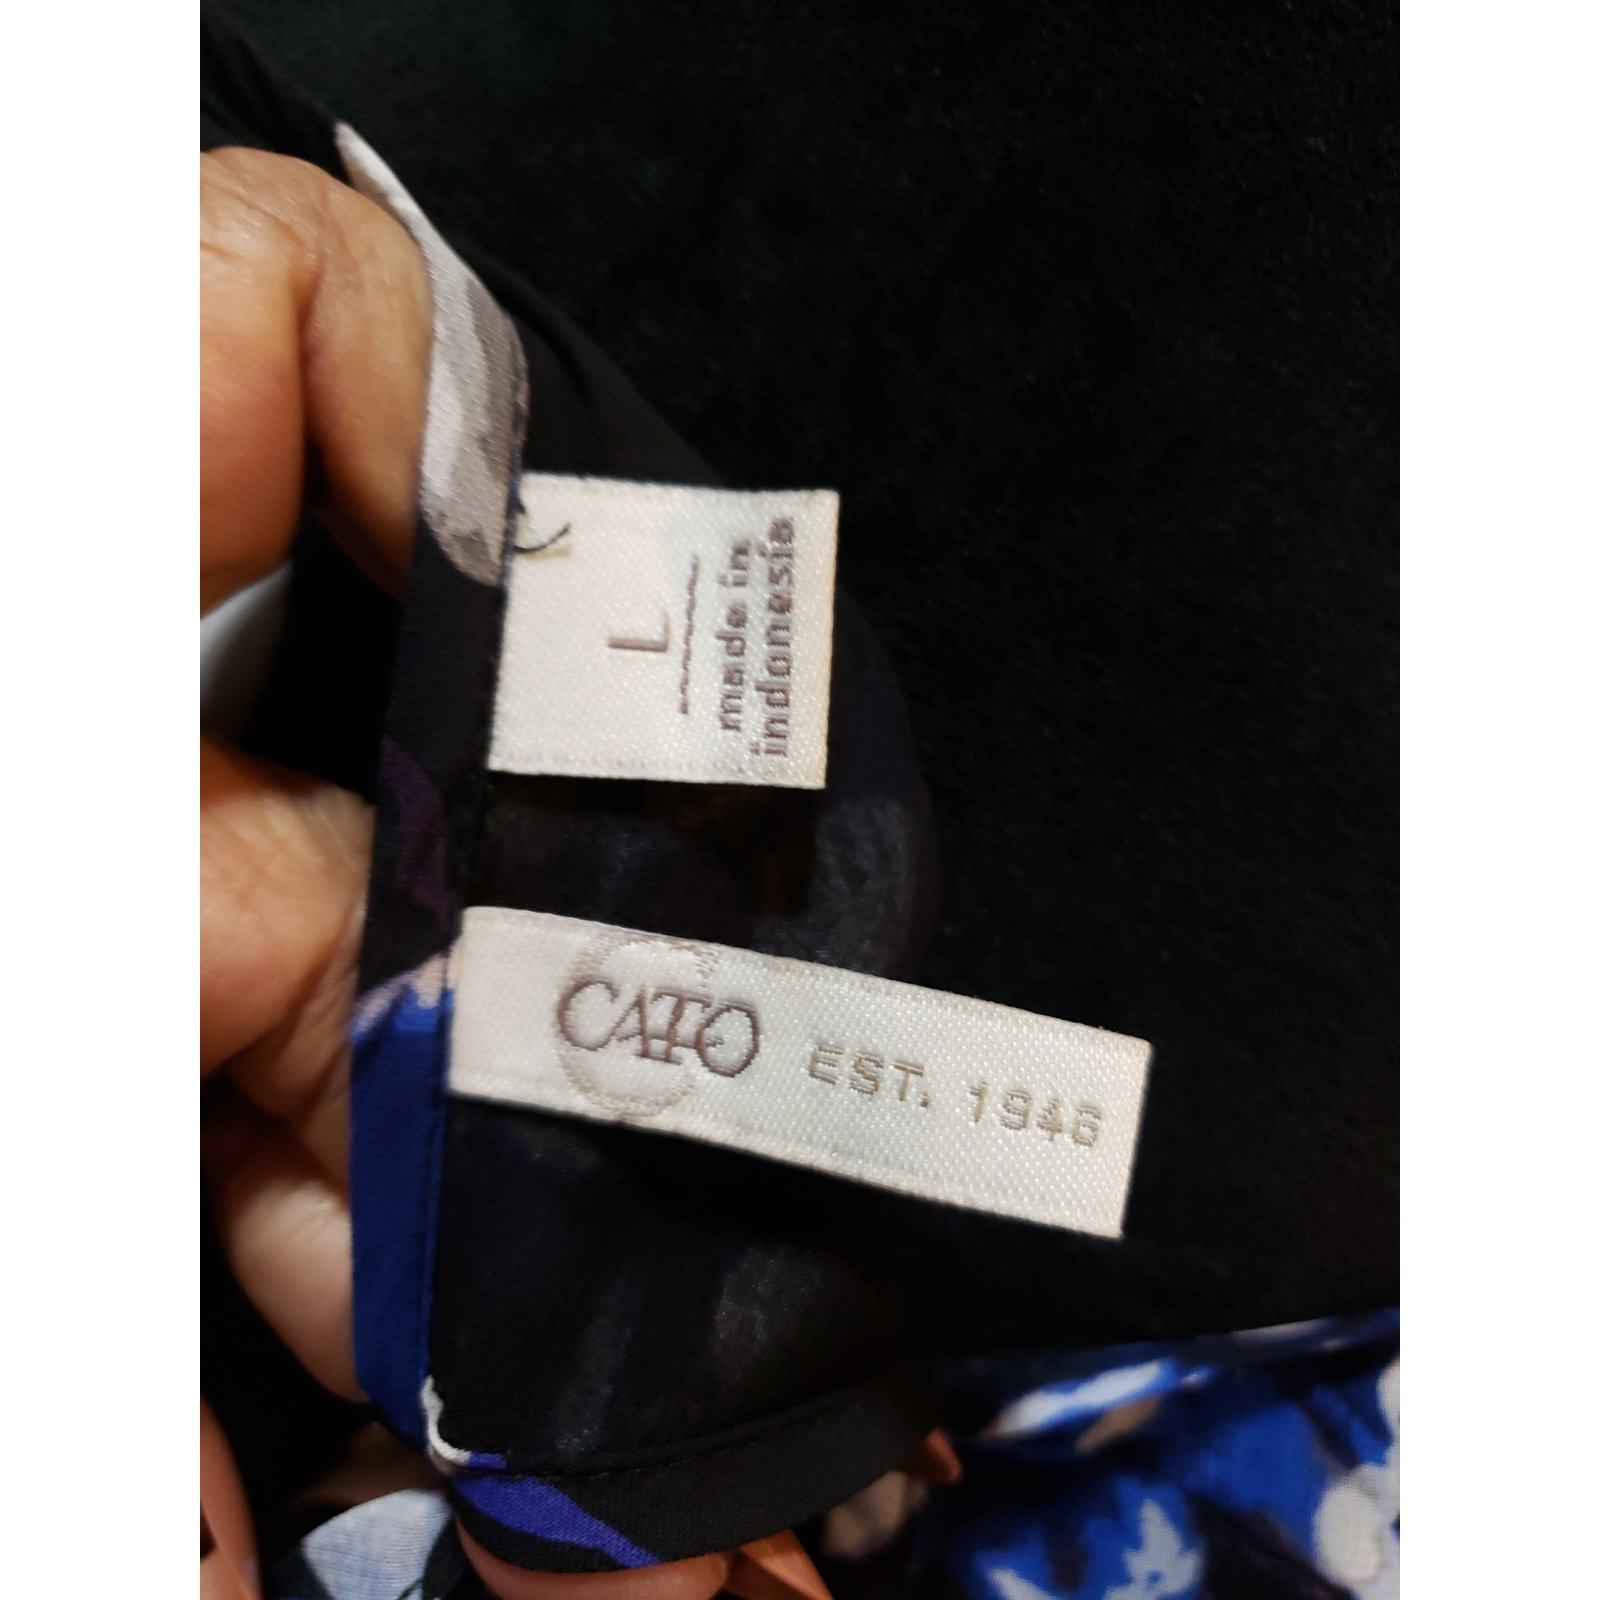 L
made in
indonesia
CATO EST. 1946